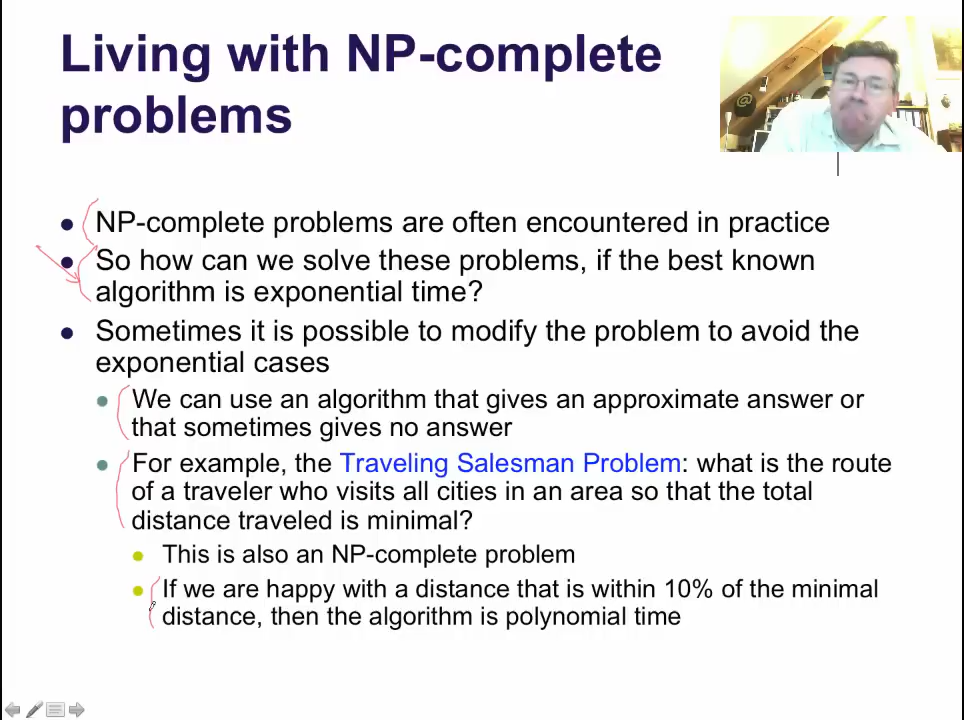 Living with NP-complete
problems
NP-complete problems are often encountered in practice
So how can we solve these problems, if the best known
algorithm is exponential time?
Sometimes it is possible to modify the problem to avoid the
exponential cases
We can use an algorithm that gives an approximate answer or
that sometimes gives no answer
For example, the Traveling Salesman Problem: what is the route
of a traveler who visits all cities in an area so that the total
distance traveled is minimal?
This is also an NP-complete problem
If we are happy with a distance that is within 10% of the minimal
distance, then the algorithm is polynomial time